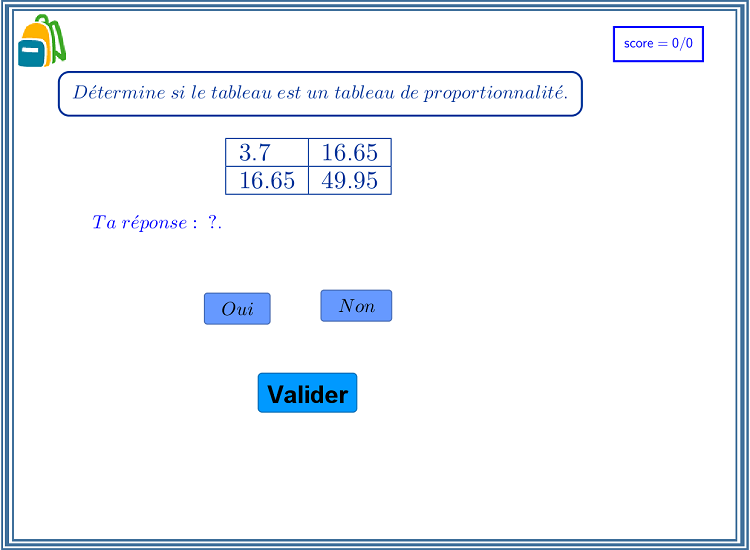 score = 0/0
Détermine si le tableau est un tableau de proportionnalité.
3.7 16.65
16.65 49.95
Ta réponse : ?.
Oui Non
Valider